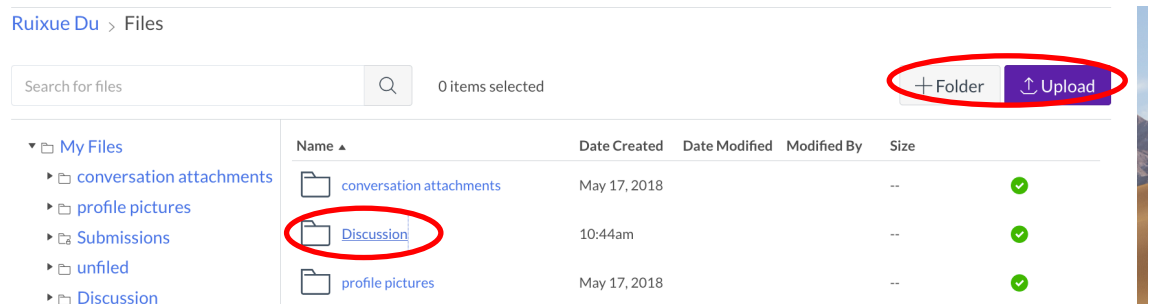 Ruixue Du > Files
Search for files
0 items selected
+ Folder
Upload
My Files
conversation attachments
profile pictures
Submissions
unfiled
Discussion
Name Date Created Date Modified Modified By Size
conversation attachments May 17, 2018 --
Discussion 10:44am --
profile pictures May 17, 2018 --